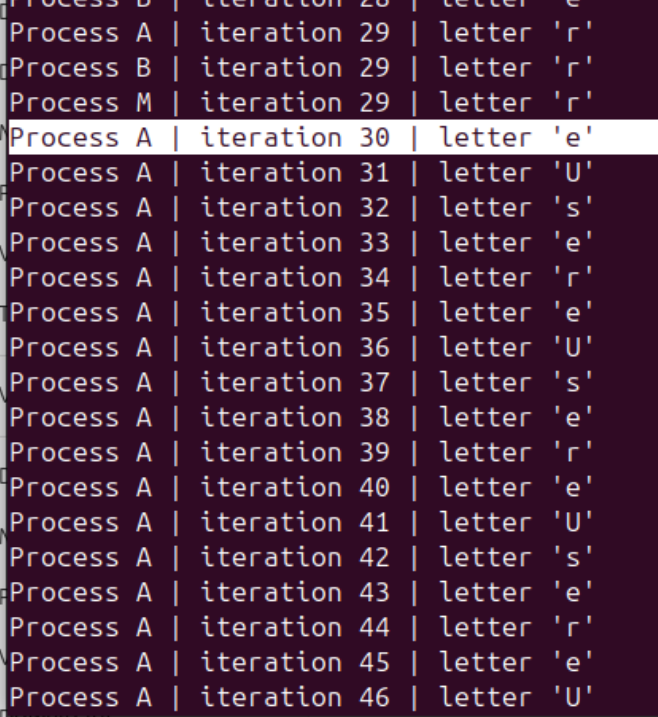 Process B | iteration 28 | letter 'e'
Process A | iteration 29 | letter 'r'
Process B | iteration 29 | letter 'r'
Process M | iteration 29 | letter 'r'
Process A | iteration 30 | letter 'e'
Process A | iteration 31 | letter 'U'
Process A | iteration 32 | letter 's'
Process A | iteration 33 | letter 'e'
Process A | iteration 34 | letter 'r'
Process A | iteration 35 | letter 'e'
Process A | iteration 36 | letter 'U'
Process A | iteration 37 | letter 's'
Process A | iteration 38 | letter 'e'
Process A | iteration 39 | letter 'r'
Process A | iteration 40 | letter 'e'
Process A | iteration 41 | letter 'U'
Process A | iteration 42 | letter 's'
Process A | iteration 43 | letter 'e'
Process A | iteration 44 | letter 'r'
Process A | iteration 45 | letter 'e'
Process A | iteration 46 | letter 'U'